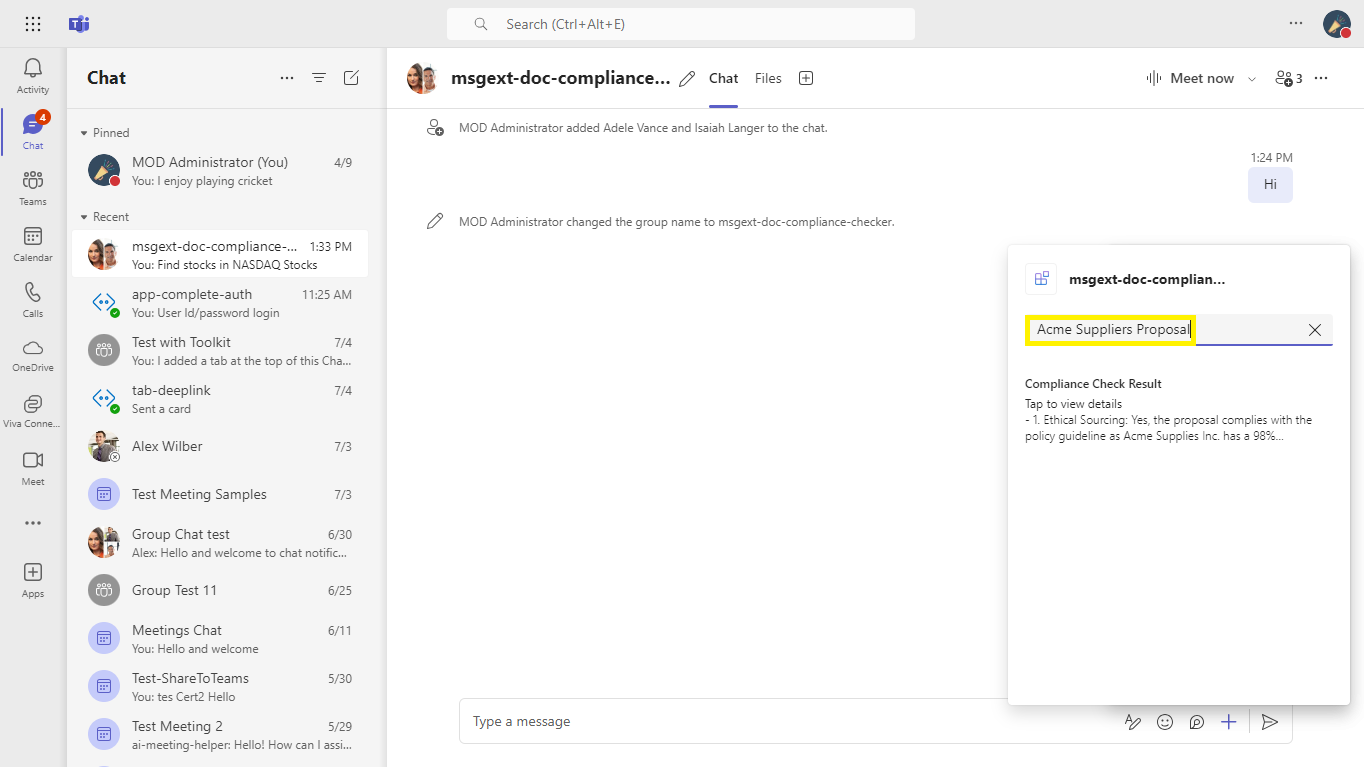 Search (Ctrl+Alt+E)
Activity
4
Chat
Teams
Calendar
Calls
OneDrive
Viva Conne...
Meet
Apps
Chat
Pinned
MOD Administrator (You) 4/9
You: I enjoy playing cricket
Recent
msgext-doc-compliance-... 1:33 PM
You: Find stocks in NASDAQ Stocks
app-complete-auth 11:25 AM
You: User Id/password login
Test with Toolkit 7/4
You: I added a tab at the top of this Cha...
tab-deeplink 7/4
Sent a card
Alex Wilber 7/3
Test Meeting Samples 7/3
Group Chat test 6/30
Alex: Hello and welcome to chat notific...
Group Test 11 6/25
Meetings Chat 6/11
You: Hello and welcome
Test-ShareToTeams 5/30
You: tes Cert2 Hello
Test Meeting 2 5/29
ai-meeting-helper: Hello! How can I assi...
msgext-doc-compliance... Chat Files Meet now 3
MOD Administrator added Adele Vance and Isaiah Langer to the chat.
1:24 PM
Hi
MOD Administrator changed the group name to msgext-doc-compliance-checker.
msgext-doc-complian...
Acme Suppliers Proposal
Compliance Check Result
Tap to view details
- 1. Ethical Sourcing: Yes, the proposal complies with the
policy guideline as Acme Supplies Inc. has a 98%...
Type a message